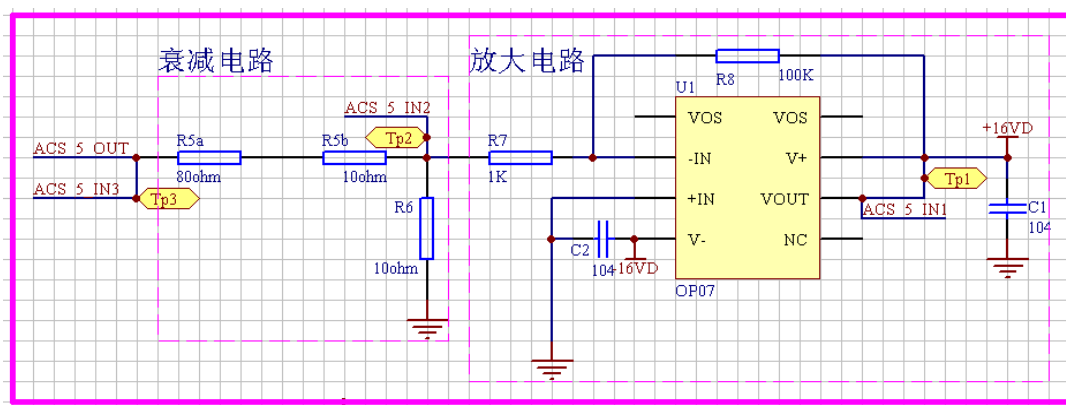 衰减电路
放大电路
R8
100K
U1
ACS_5_IN2
VOS
VOS
+16VD
Tp2
R5a
R5b
R7
ACS_5_OUT
-IN
V+
80ohm
10ohm
1K
Tp1
ACS_5_IN3
Tp3
+IN
VOUT
ACS_5_IN1
C1
R6
104
V-
NC
C2
10ohm
104
-16VD
OP07